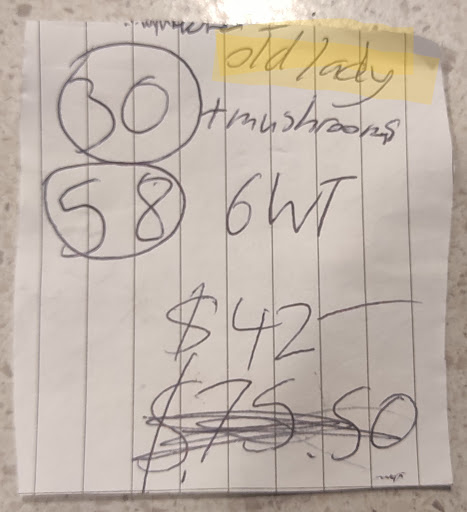 old lady
30 +mushrooms
58 6WT
$42-
$75.50